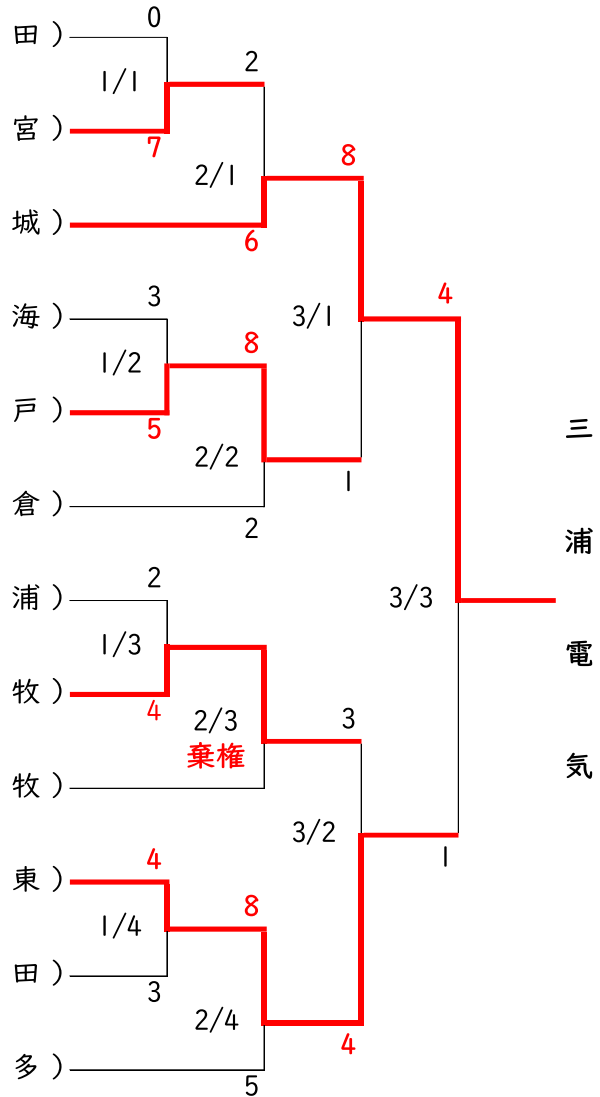 田） 0
1/1 2
宮） 7
2/1 8
城） 6
海） 3 3/1 4
1/2 8
戸） 5
2/2 1
倉） 2
浦） 2 3/3
1/3
牧） 4 2/3 3
棄権
牧）
3/2
東） 4 1
1/4 8
田） 3
2/4 4
多） 5
三浦電気